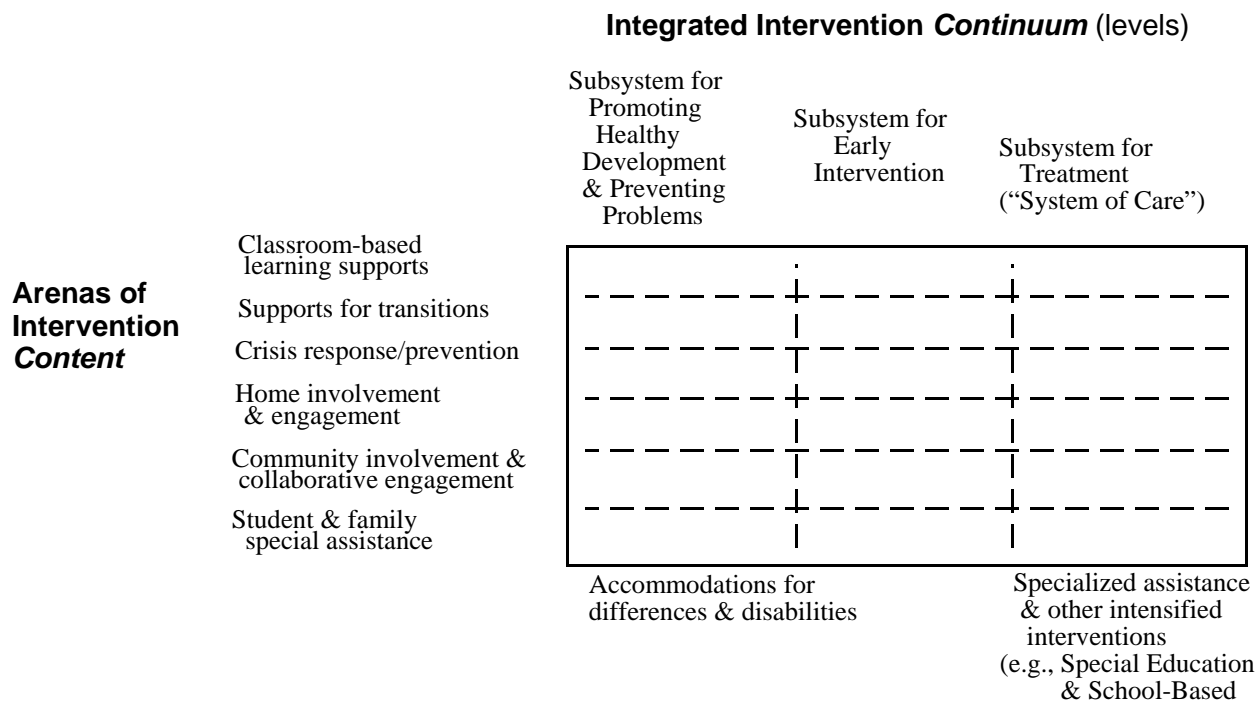 Integrated Intervention Continuum (levels)
Subsystem for
Promoting
Healthy
Development
& Preventing
Problems
Subsystem for
Early
Intervention
Subsystem for
Treatment
(“System of Care”)
Arenas of
Intervention
Content
Classroom-based
learning supports
Supports for transitions
Crisis response/prevention
Home involvement
& engagement
Community involvement &
collaborative engagement
Student & family
special assistance
Accommodations for
differences & disabilities
Specialized assistance
& other intensified
interventions
(e.g., Special Education
& School-Based